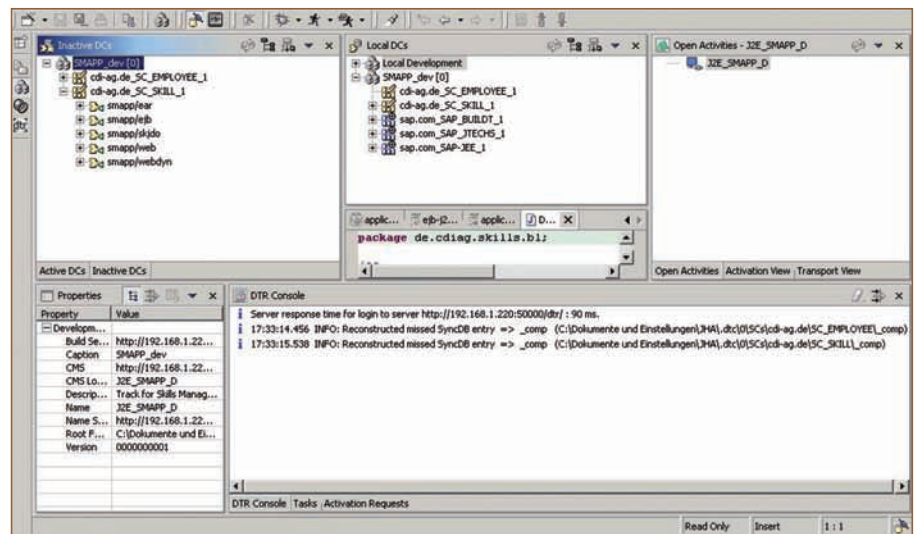 Inactive DCs
SMAPP_dev [0]
cdi-ag.de_SC_EMPLOYEE_1
cdi-ag.de_SC_SKILL_1
smapp/ear
smapp/ejb
smapp/skjdo
smapp/web
smapp/webdyn
Active DCs Inactive DCs
Local DCs
Local Development
SMAPP_dev [0]
cdi-ag.de_SC_EMPLOYEE_1
cdi-ag.de_SC_SKILL_1
sap.com_SAP_BUILDT_1
sap.com_SAP_JTECHS_1
sap.com_SAP-JEE_1
Open Activities - J2E_SMAPP_D
J2E_SMAPP_D
Open Activities Activation View Transport View
applic... ejb-j2... applic... D...
package de.cdiag.skills.bl;
Properties
Property Value
Developm...
Build Se... http://192.168.1.22...
Caption SMAPP_dev
CMS http://192.168.1.22...
CMS Lo... J2E_SMAPP_D
Descrip... Track for Skills Manag...
Name J2E_SMAPP_D
Name S... http://192.168.1.22...
Root F... C:\Dokumente und Ei...
Version 0000000001
DTR Console
Server response time for login to server http://192.168.1.220:50000/dtr/ : 90 ms.
17:33:14.456 INFO: Reconstructed missed SyncDB entry => _comp (C:\Dokumente und Einstellungen\JHA\.dtc\0\SCs\cdi-ag.de\SC_EMPLOYEE\_comp)
17:33:15.538 INFO: Reconstructed missed SyncDB entry => _comp (C:\Dokumente und Einstellungen\JHA\.dtc\0\SCs\cdi-ag.de\SC_SKILL\_comp)
DTR Console Tasks Activation Requests
Read Only Insert 1 : 1